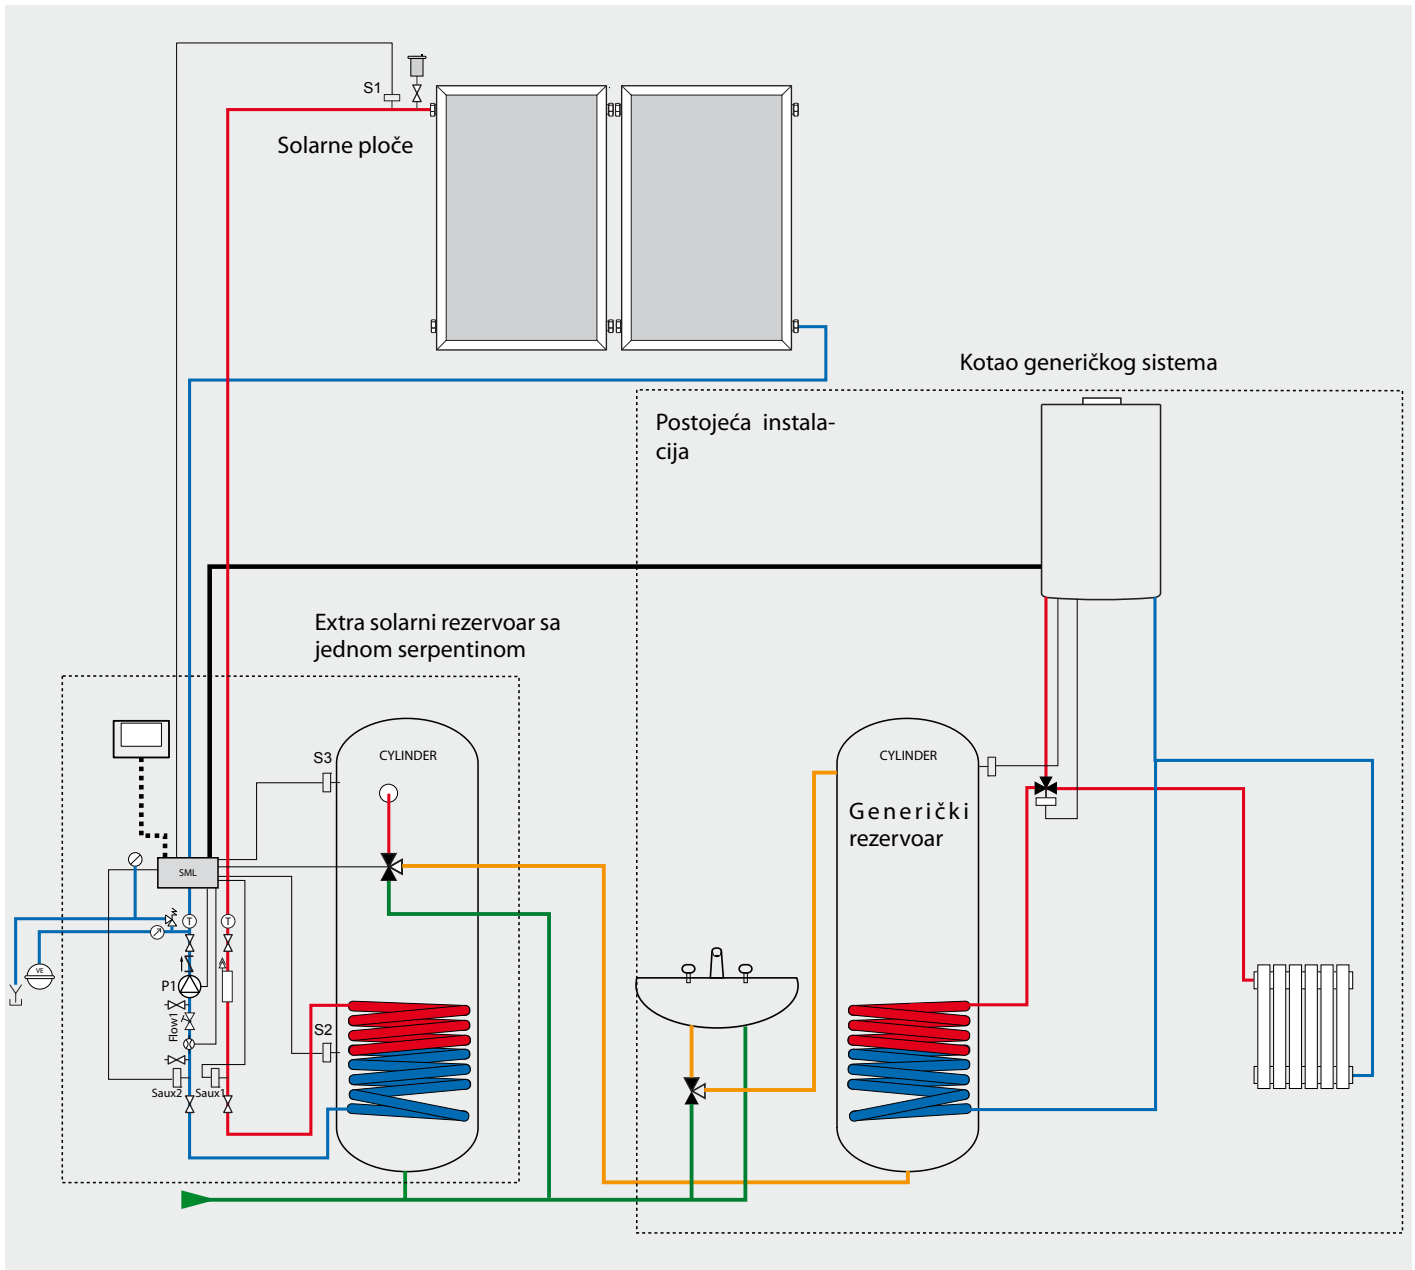 S1
Solarne ploče
Kotao generičkog sistema
Postojeća instala-
cija
Extra solarni rezervoar sa
jednom serpentinom
S3
CYLINDER
CYLINDER
Generički
rezervoar
SML
T
T
VE
P1
Flow1
S2
Saux2
Saux1